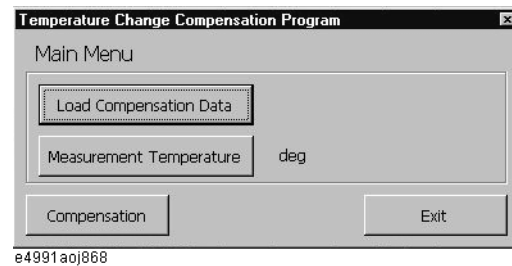 Temperature Change Compensation Program
Main Menu
Load Compensation Data
Measurement Temperature deg
Compensation Exit
e4991aoj868